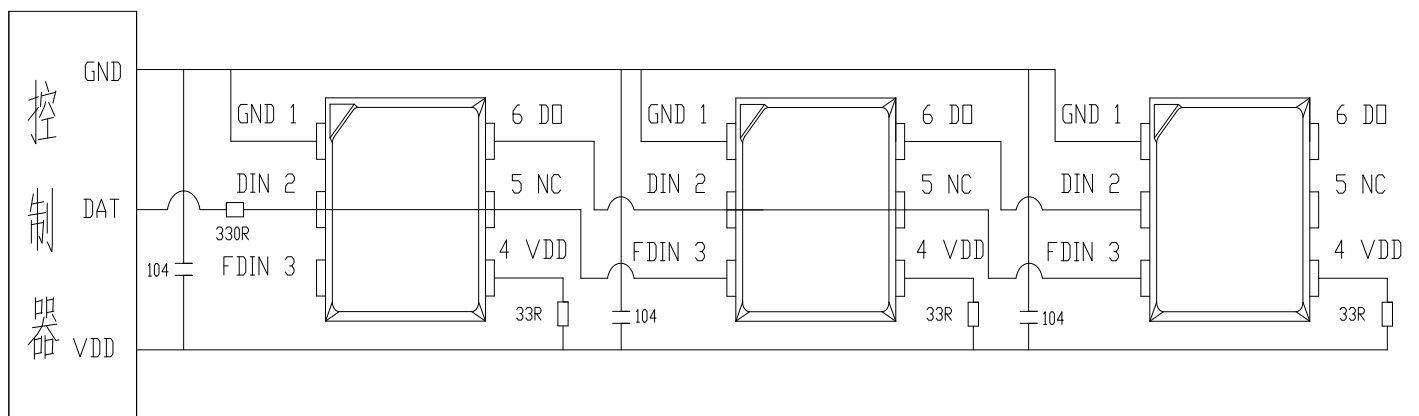 控制器
GND
DAT
VDD
104
330R
GND 1
DIN 2
FDIN 3
6 DO
5 NC
4 VDD
33R
104
GND 1
DIN 2
FDIN 3
6 DO
5 NC
4 VDD
33R
104
GND 1
DIN 2
FDIN 3
6 DO
5 NC
4 VDD
33R